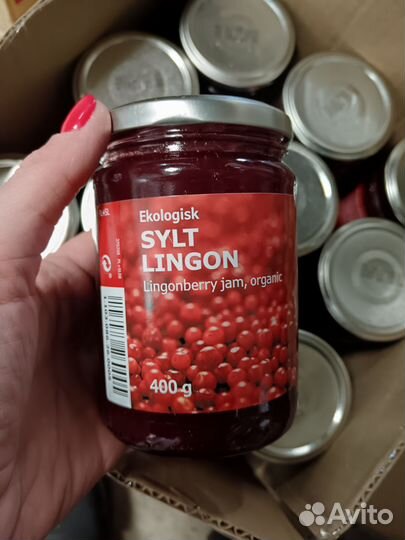 Ekologisk
SYLT
LINGON
Lingonberry jam, organic
400 g
Avito